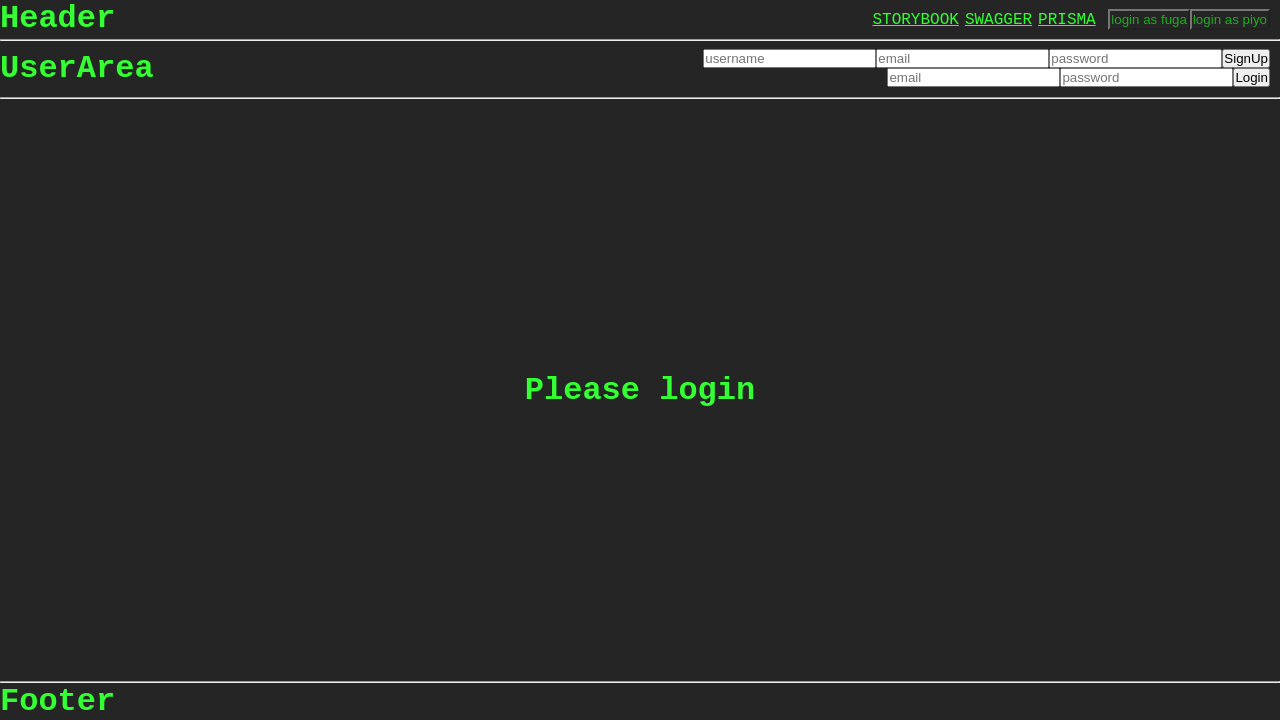 Header STORYBOOK SWAGGER PRISMA login as fuga login as piyo
UserArea username email password SignUp
email password Login
Please login
Footer